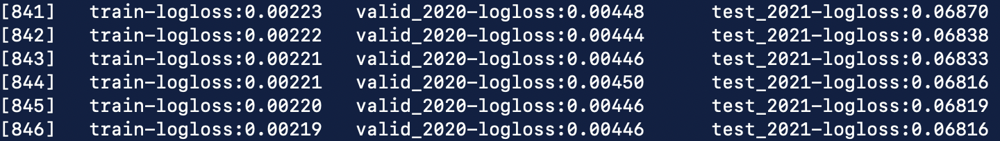 [841] train-logloss:0.00223 valid_2020-logloss:0.00448 test_2021-logloss:0.06870
[842] train-logloss:0.00222 valid_2020-logloss:0.00444 test_2021-logloss:0.06838
[843] train-logloss:0.00221 valid_2020-logloss:0.00446 test_2021-logloss:0.06833
[844] train-logloss:0.00221 valid_2020-logloss:0.00450 test_2021-logloss:0.06816
[845] train-logloss:0.00220 valid_2020-logloss:0.00446 test_2021-logloss:0.06819
[846] train-logloss:0.00219 valid_2020-logloss:0.00446 test_2021-logloss:0.06816